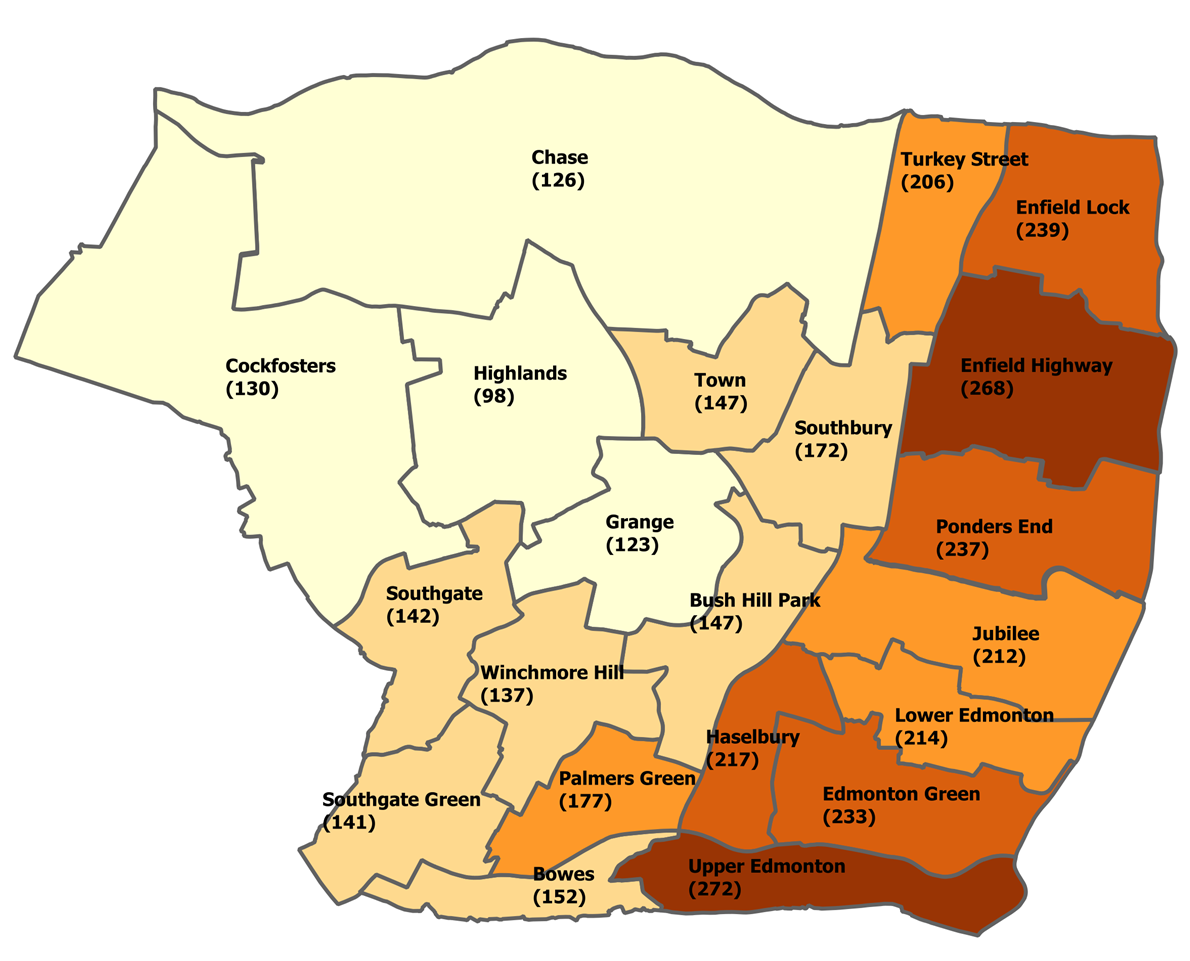 Chase
(126)
Turkey Street
(206)
Enfield Lock
(239)
Cockfosters
(130)
Highlands
(98)
Town
(147)
Enfield Highway
(268)
Southbury
(172)
Grange
(123)
Ponders End
(237)
Southgate
(142)
Bush Hill Park
(147)
Jubilee
(212)
Winchmore Hill
(137)
Lower Edmonton
(214)
Haselbury
(217)
Palmers Green
(177)
Southgate Green
(141)
Edmonton Green
(233)
Bowes
(152)
Upper Edmonton
(272)